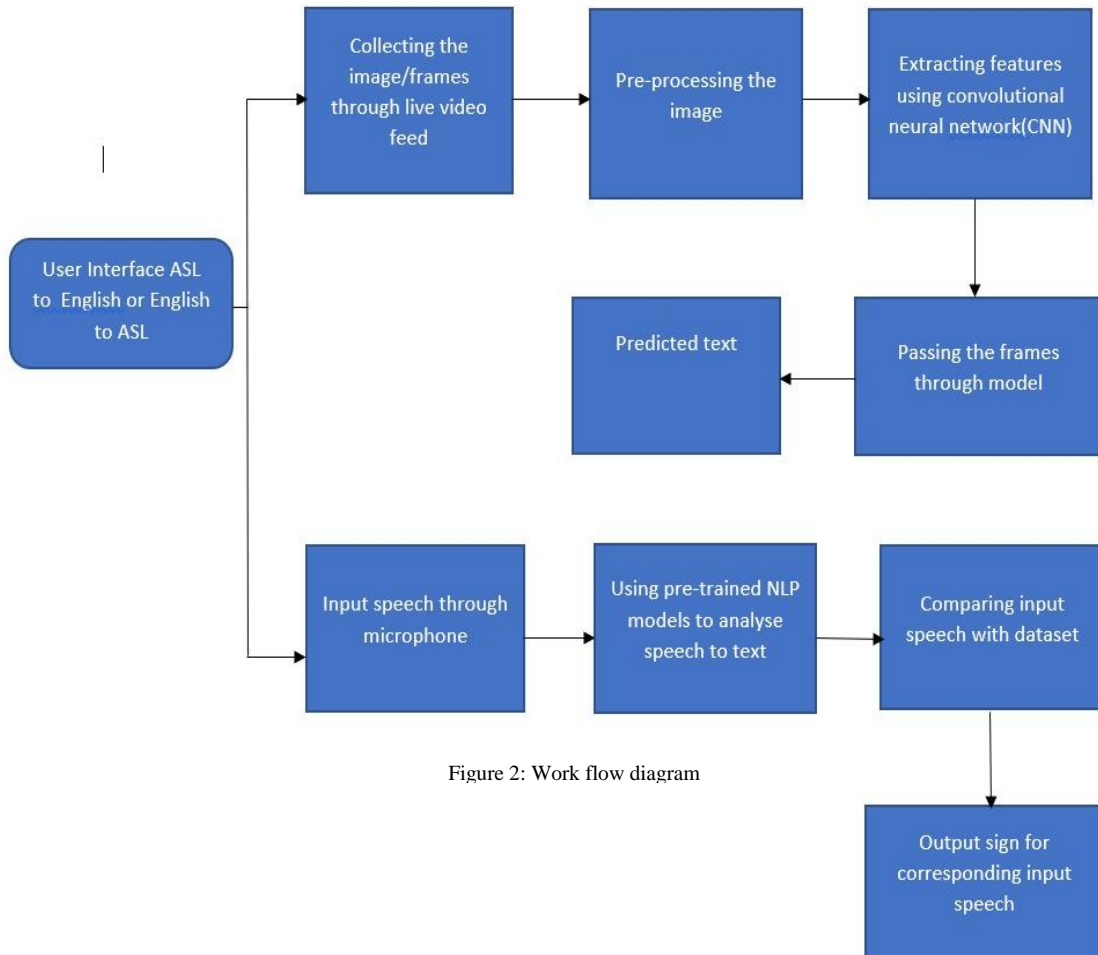 Collecting the
image/frames
through live video
feed
Pre-processing the
image
Extracting features
using convolutional
neural network(CNN)
User Interface ASL
to English or English
to ASL
Predicted text
Passing the frames
through model
Input speech through
microphone
Using pre-trained NLP
models to analyse
speech to text
Comparing input
speech with dataset
Figure 2: Work flow diagram
Output sign for
corresponding input
speech